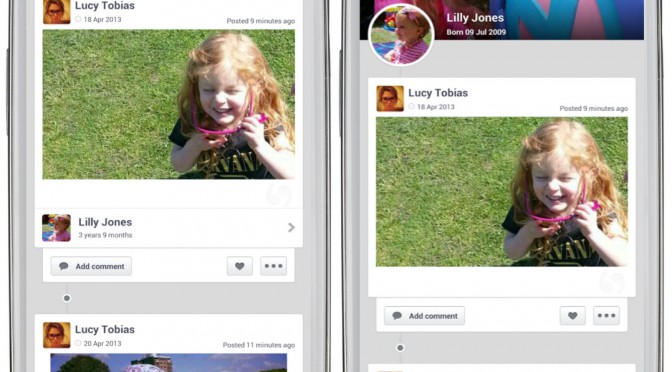 Lucy Tobias
18 Apr 2013
Posted 9 minutes ago
Lilly Jones
3 years 9 months
Add comment
Lucy Tobias
20 Apr 2013
Posted 11 minutes ago
Lilly Jones
Born 09 Jul 2009
Lucy Tobias
18 Apr 2013
Posted 9 minutes ago
Add comment